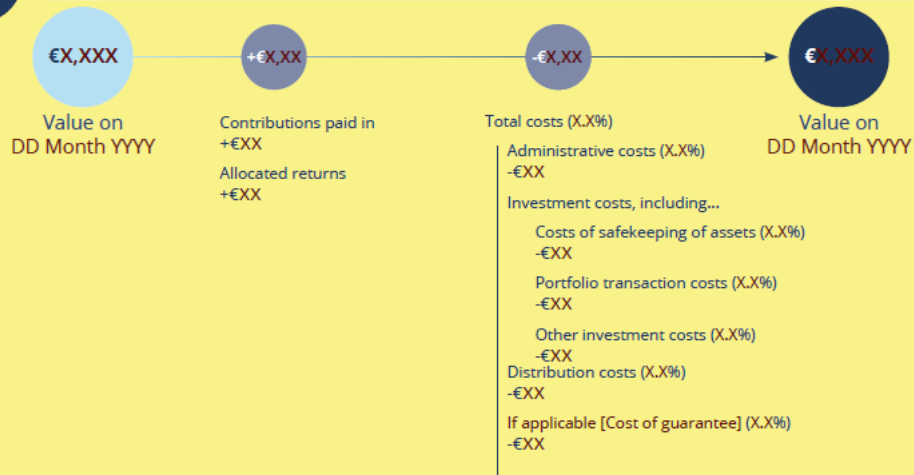 €X,XXX
+€X,XX
-€X,XX
€X,XXX
Value on
DD Month YYYY
Contributions paid in
+€XX
Allocated returns
+€XX
Total costs (X.X%)
Administrative costs (X.X%)
-€XX
Investment costs, including...
Costs of safekeeping of assets (X.X%)
-€XX
Portfolio transaction costs (X.X%)
-€XX
Other investment costs (X.X%)
-€XX
Distribution costs (X.X%)
-€XX
If applicable [Cost of guarantee] (X.X%)
-€XX
Value on
DD Month YYYY